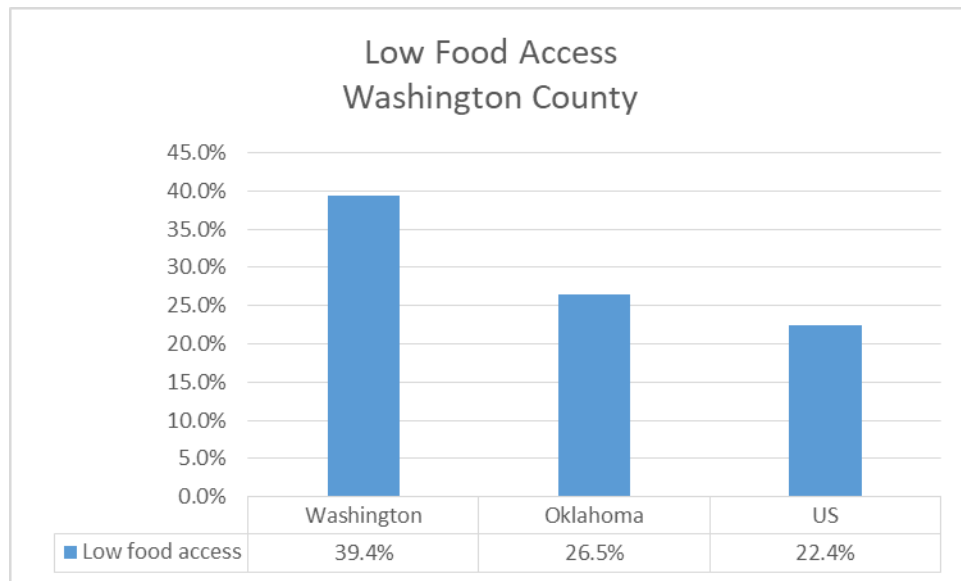 Low Food Access
Washington County
45.0%
40.0%
35.0%
30.0%
25.0%
20.0%
15.0%
10.0%
5.0%
0.0%
Washington Oklahoma US
Low food access 39.4% 26.5% 22.4%